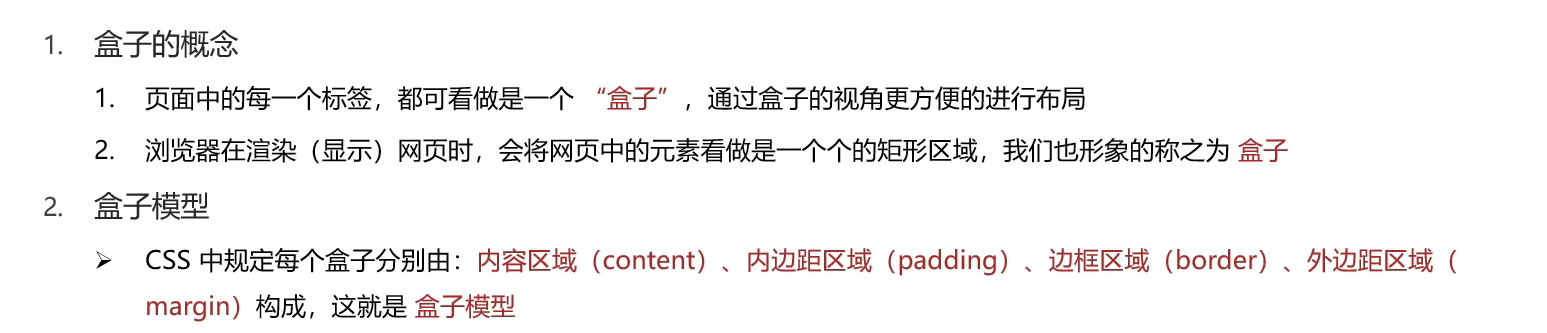 1. 盒子的概念
1. 页面中的每一个标签，都可看做是一个 “盒子”，通过盒子的视角更方便的进行布局
2. 浏览器在渲染（显示）网页时，会将网页中的元素看做是一个个的矩形区域，我们也形象的称之为 盒子
2. 盒子模型
➢ CSS 中规定每个盒子分别由：内容区域（content）、内边距区域（padding）、边框区域（border）、外边距区域（
margin）构成，这就是 盒子模型